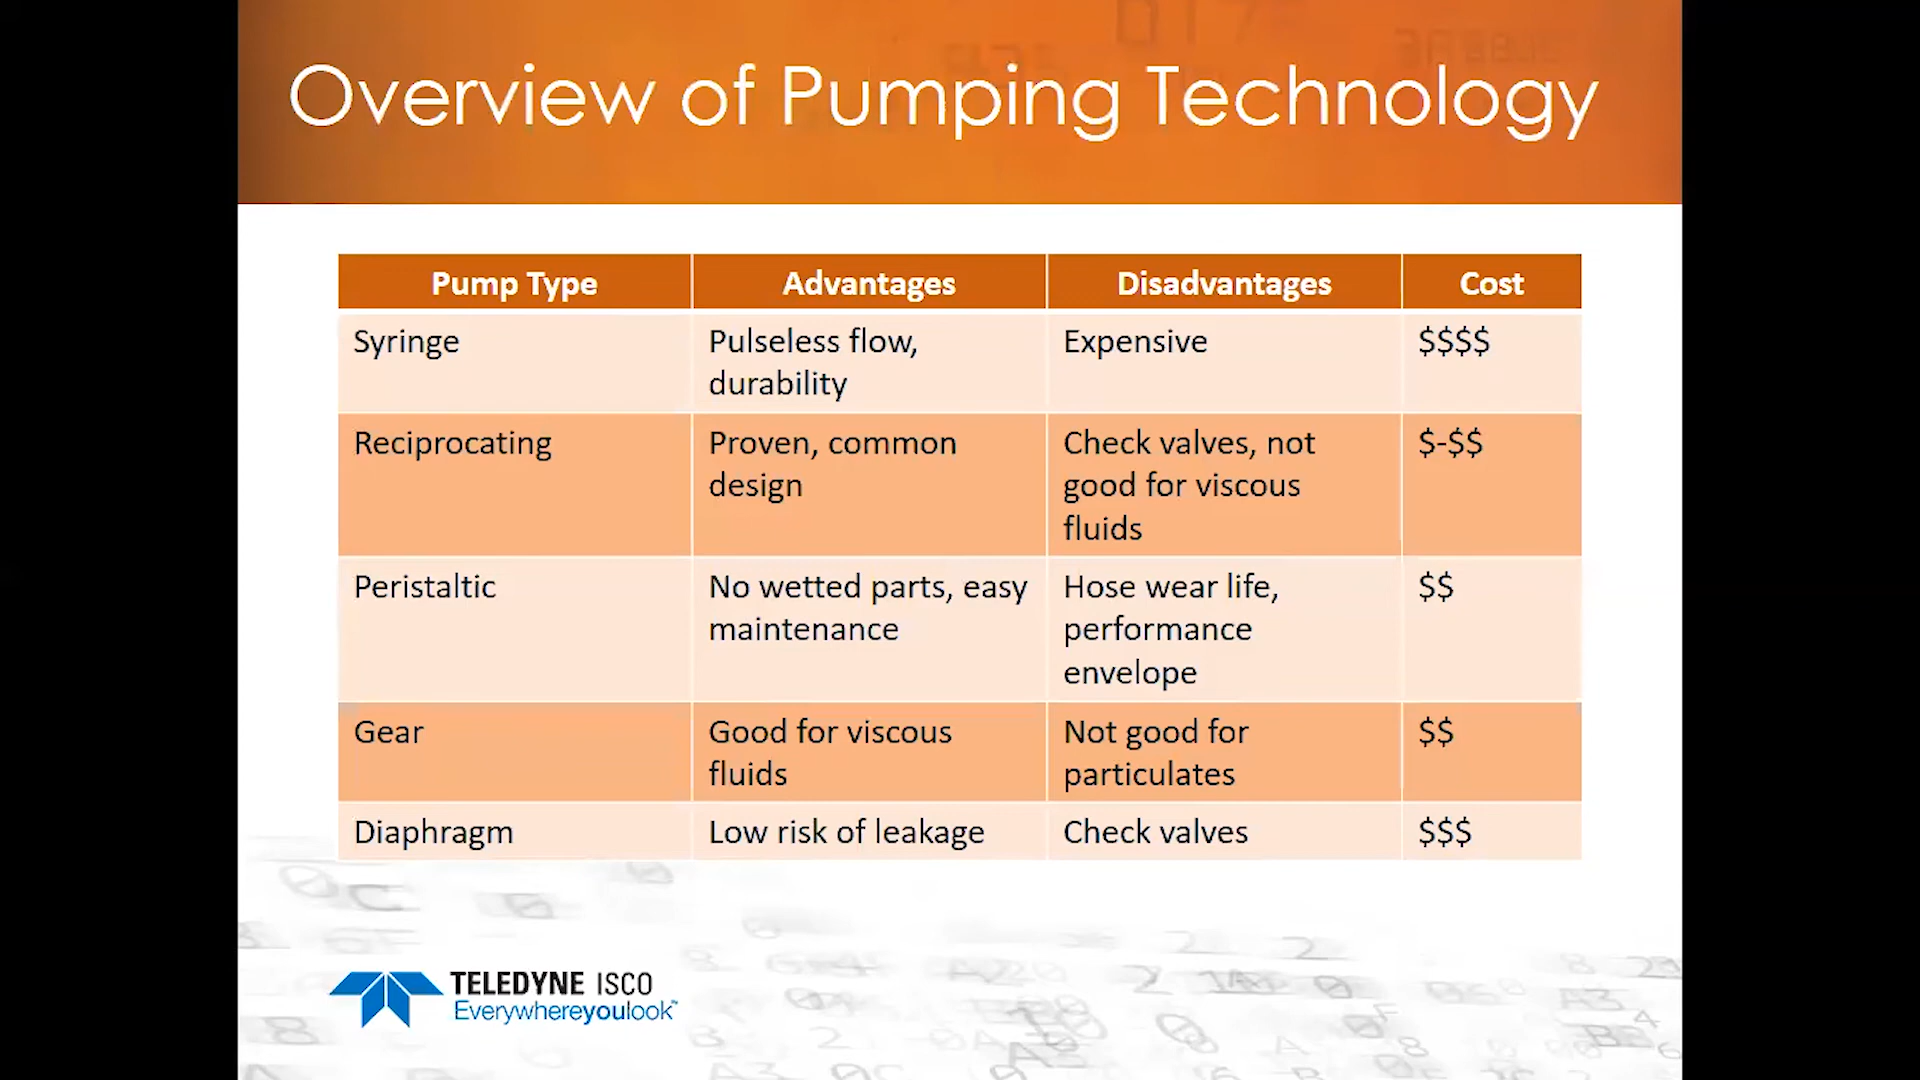 Overview of Pumping Technology
Pump Type Advantages Disadvantages Cost
Syringe
Pulseless flow,
durability
Expensive
$$$$
Reciprocating
Proven, common
design
Check valves, not
good for viscous
fluids
$-$$
Peristaltic
No wetted parts, easy
maintenance
Hose wear life,
performance
envelope
$$
Gear
Good for viscous
fluids
Not good for
particulates
$$
Diaphragm
Low risk of leakage
Check valves
$$$
TELEDYNE ISCO
Everywhereyoulook™